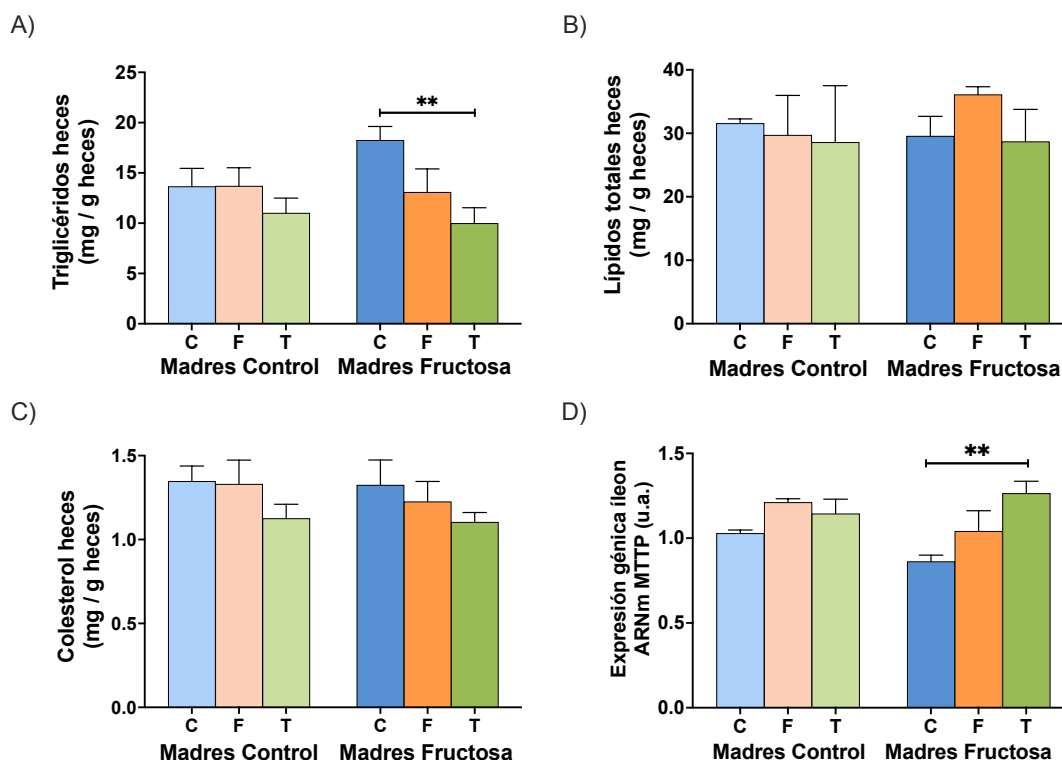 A)
Triglicéridos heces
(mg / g heces)
25
20
15
10
5
0
**
C F T C F T
Madres Control Madres Fructosa
B)
Lípidos totales heces
(mg / g heces)
40
30
20
10
0
C F T C F T
Madres Control Madres Fructosa
C)
Colesterol heces
(mg / g heces)
1.5
1.0
0.5
0.0
C F T C F T
Madres Control Madres Fructosa
D)
Expresión génica íleon
ARNm MTTP (u.a.)
1.5
1.0
0.5
0.0
**
C F T C F T
Madres Control Madres Fructosa